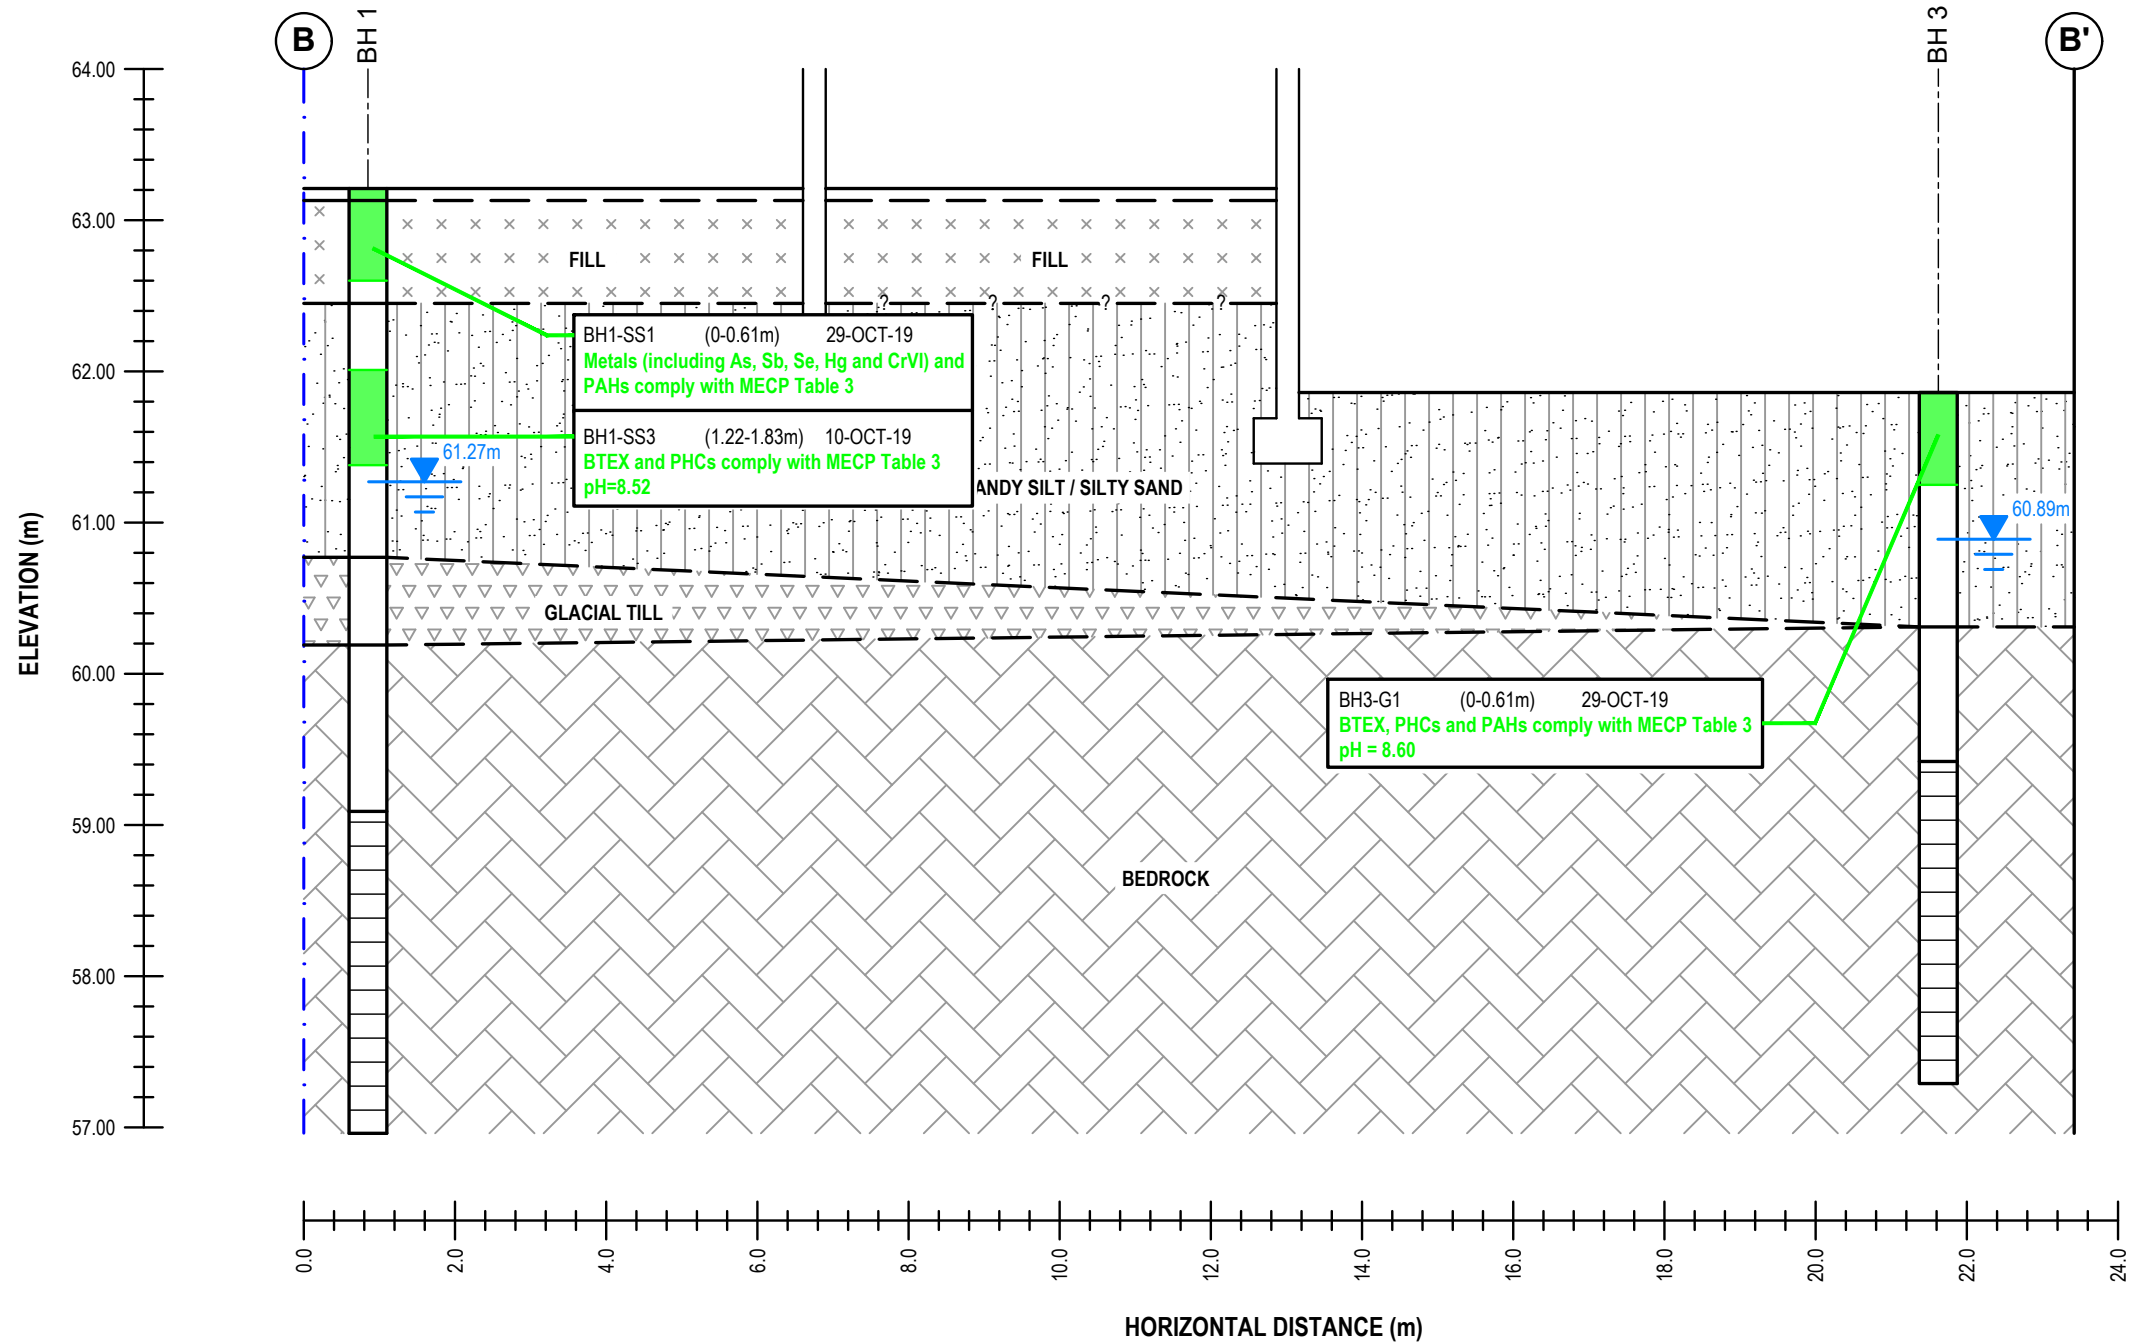 B
BH 1
BH 3
B'
64.00
63.00
62.00
61.00
60.00
59.00
58.00
57.00
ELEVATION (m)
FILL
FILL
?
?
?
?
BH1-SS1 (0-0.61m) 29-OCT-19
Metals (including As, Sb, Se, Hg and CrVI) and
PAHs comply with MECP Table 3
BH1-SS3 (1.22-1.83m) 10-OCT-19
BTEX and PHCs comply with MECP Table 3
pH=8.52
61.27m
ANDY SILT / SILTY SAND
60.89m
GLACIAL TILL
BH3-G1 (0-0.61m) 29-OCT-19
BTEX, PHCs and PAHs comply with MECP Table 3
pH = 8.60
BEDROCK
0.0
2.0
4.0
6.0
8.0
10.0
12.0
14.0
16.0
18.0
20.0
22.0
24.0
HORIZONTAL DISTANCE (m)